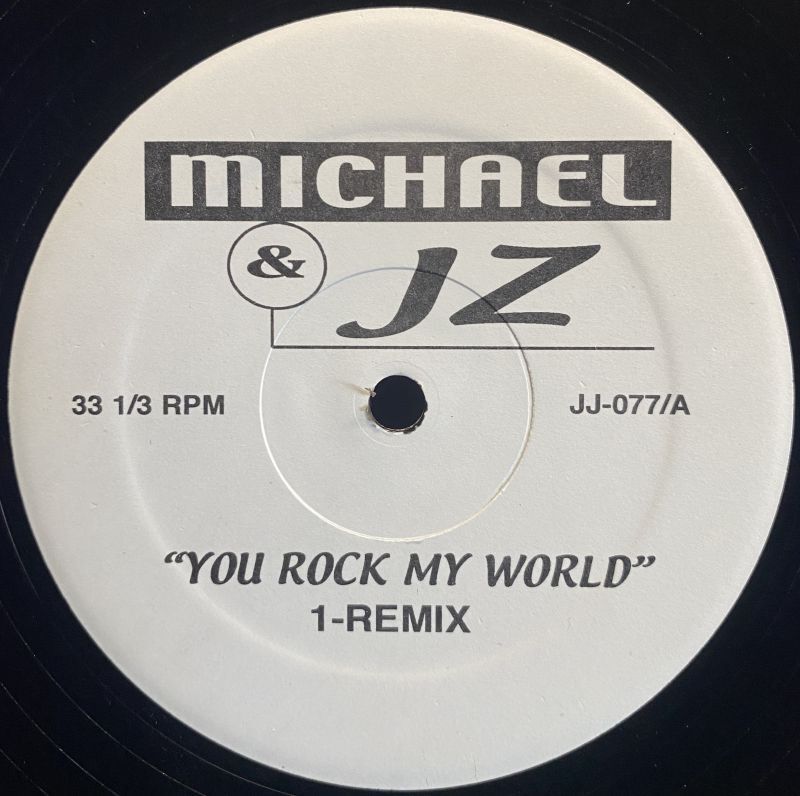 MICHAEL
& JZ
33 1/3 RPM
JJ-077/A
“YOU ROCK MY WORLD”
1-REMIX